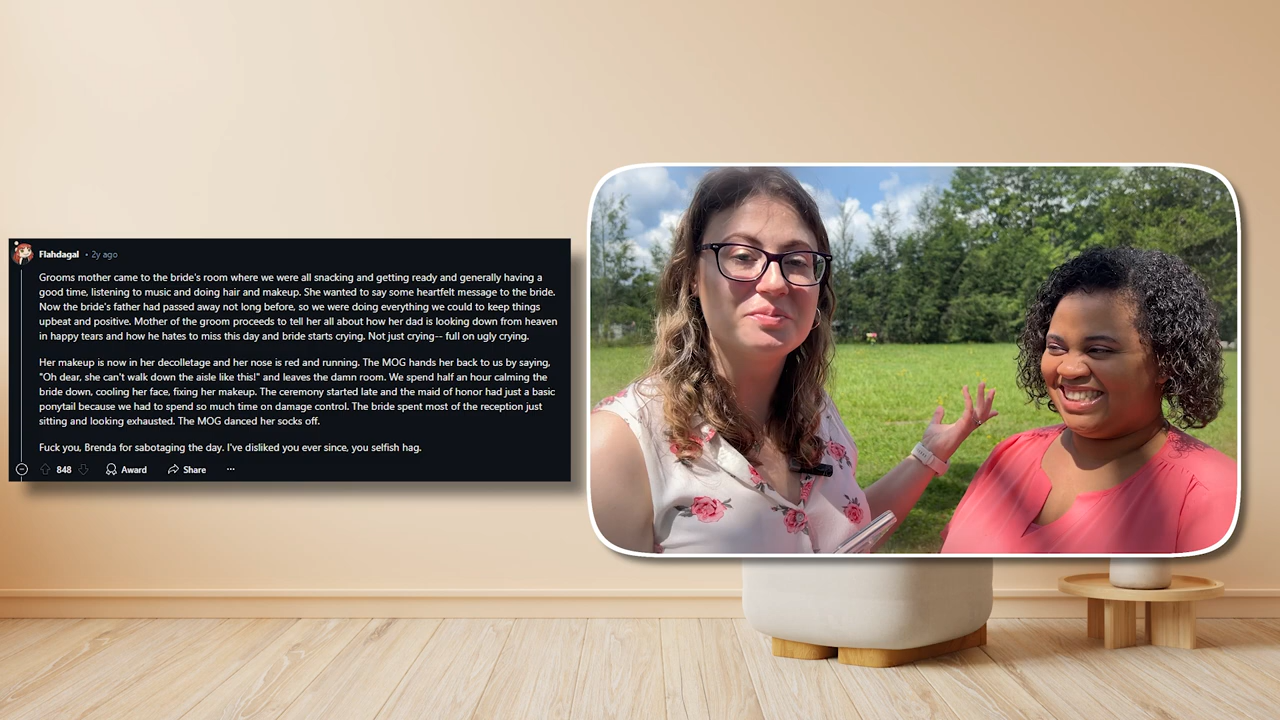 Flahdagal • 2y ago
Grooms mother came to the bride's room where we were all snacking and getting ready and generally having a
good time, listening to music and doing hair and makeup. She wanted to say some heartfelt message to the bride.
Now the bride's father had passed away not long before, so we were doing everything we could to keep things
upbeat and positive. Mother of the groom proceeds to tell her all about how her dad is looking down from heaven
in happy tears and how he hates to miss this day and bride starts crying. Not just crying-- full on ugly crying.
Her makeup is now in her decolletage and her nose is red and running. The MOG hands her back to us by saying,
"Oh dear, she can't walk down the aisle like this!" and leaves the damn room. We spend half an hour calming the
bride down, cooling her face, fixing her makeup. The ceremony started late and the maid of honor had just a basic
ponytail because we had to spend so much time on damage control. The bride spent most of the reception just
sitting and looking exhausted. The MOG danced her socks off.
Fuck you, Brenda for sabotaging the day. I've disliked you ever since, you selfish hag.
848 Award Share ...